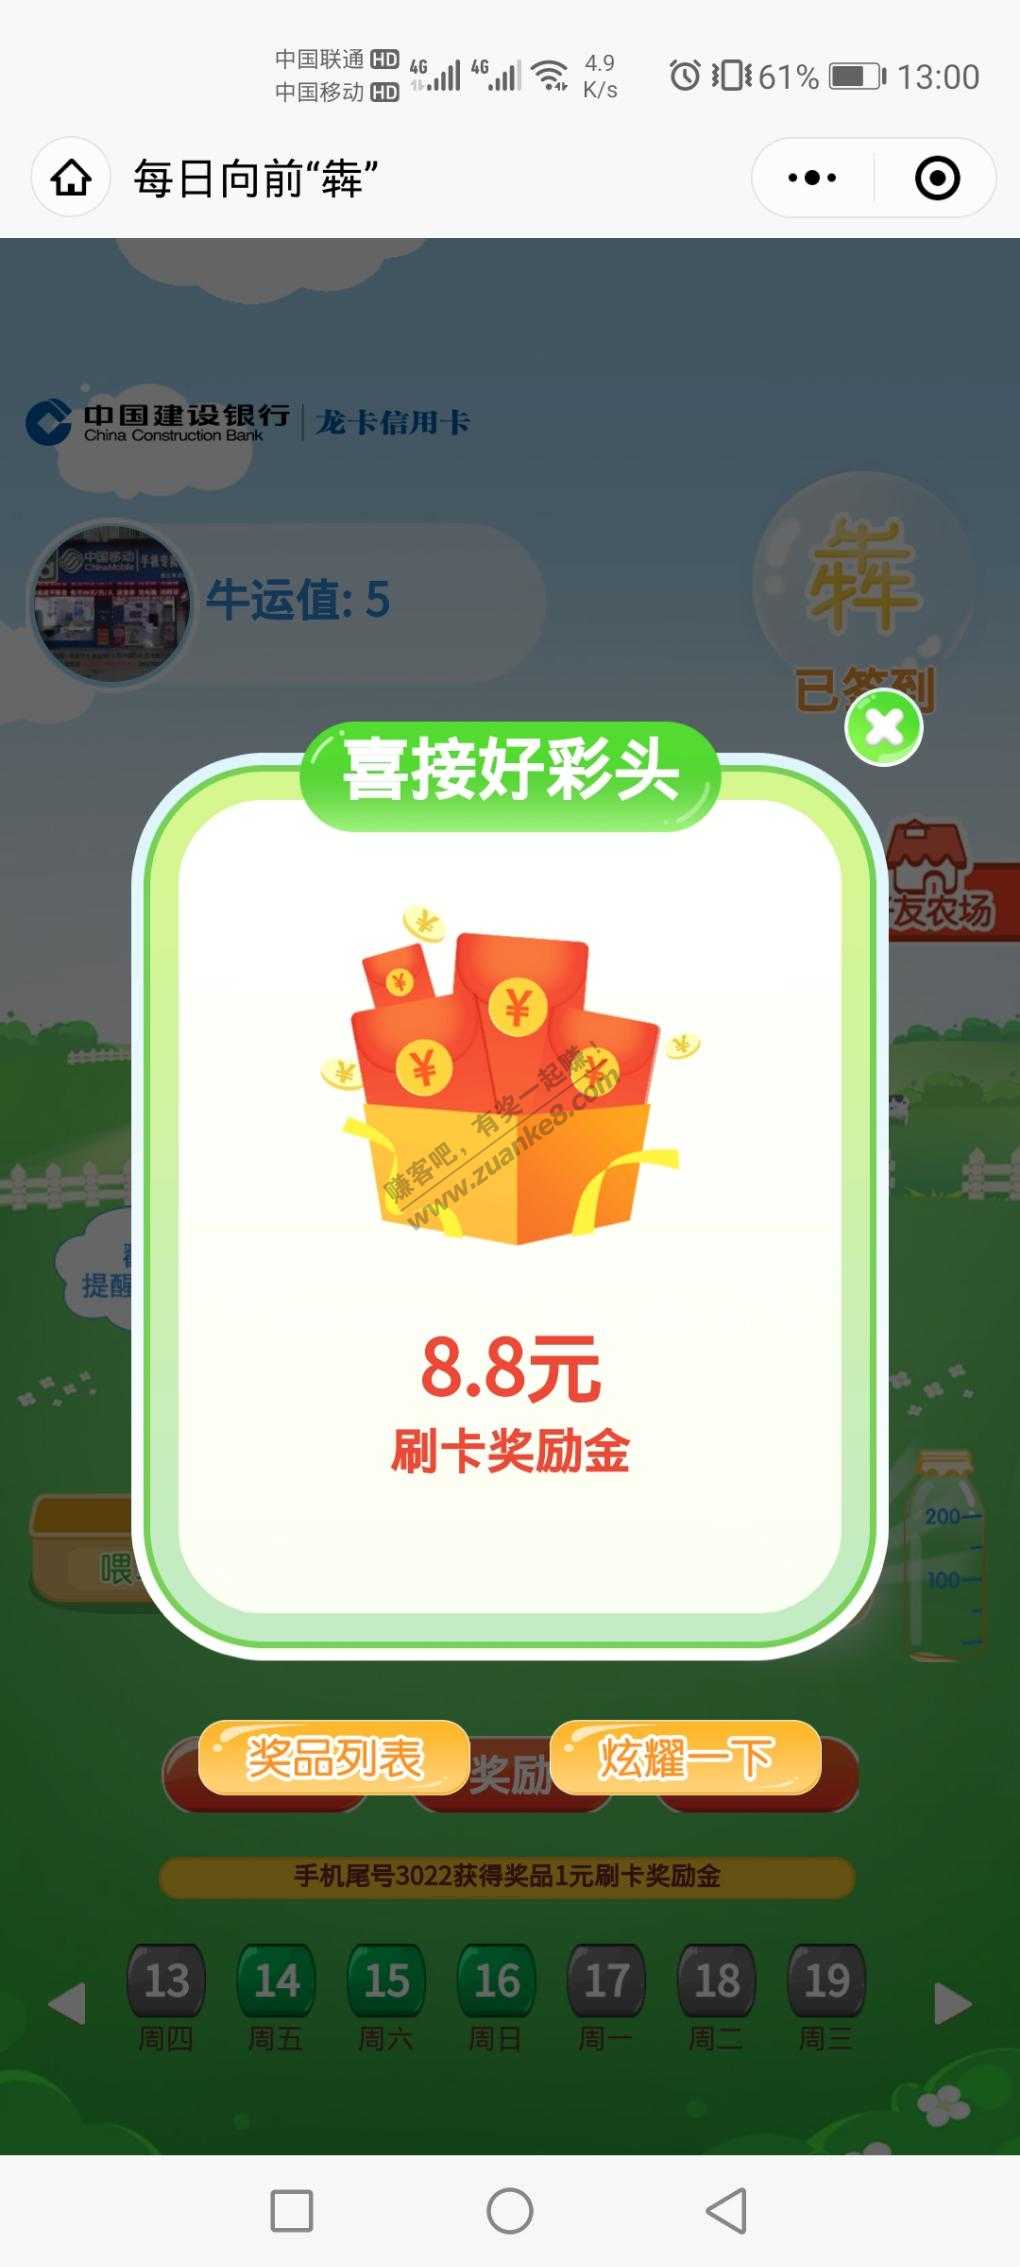 中国联通 HD 4G 4G 4.9 K/s 61% 13:00
中国移动 HD
每日向前“犇”
中国建设银行 龙卡信用卡
China Construction Bank
中国移动
China Mobile
牛运值: 5
犇
已签到
喜接好彩头
友农场
赚客吧，有奖一起赚！
www.zuanke8.com
提醒
8.8元
刷卡奖励金
200
100
喂
奖品列表 奖励 炫耀一下
手机尾号3022获得奖品1元刷卡奖励金
13 14 15 16 17 18 19
周四 周五 周六 周日 周一 周二 周三